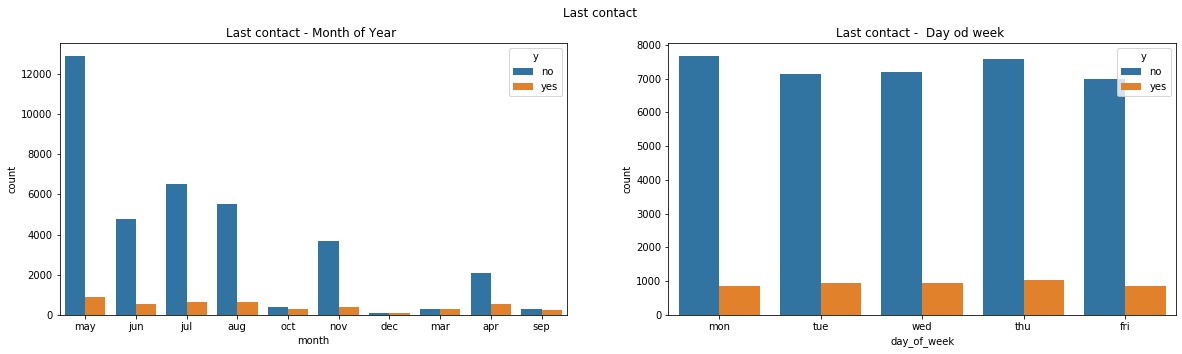 Last contact
Last contact - Month of Year
y
no
yes
12000
10000
8000
6000
4000
2000
0
count
may jun jul aug oct nov dec mar apr sep
month
Last contact -  Day od week
y
no
yes
8000
7000
6000
5000
4000
3000
2000
1000
0
count
mon tue wed thu fri
day_of_week